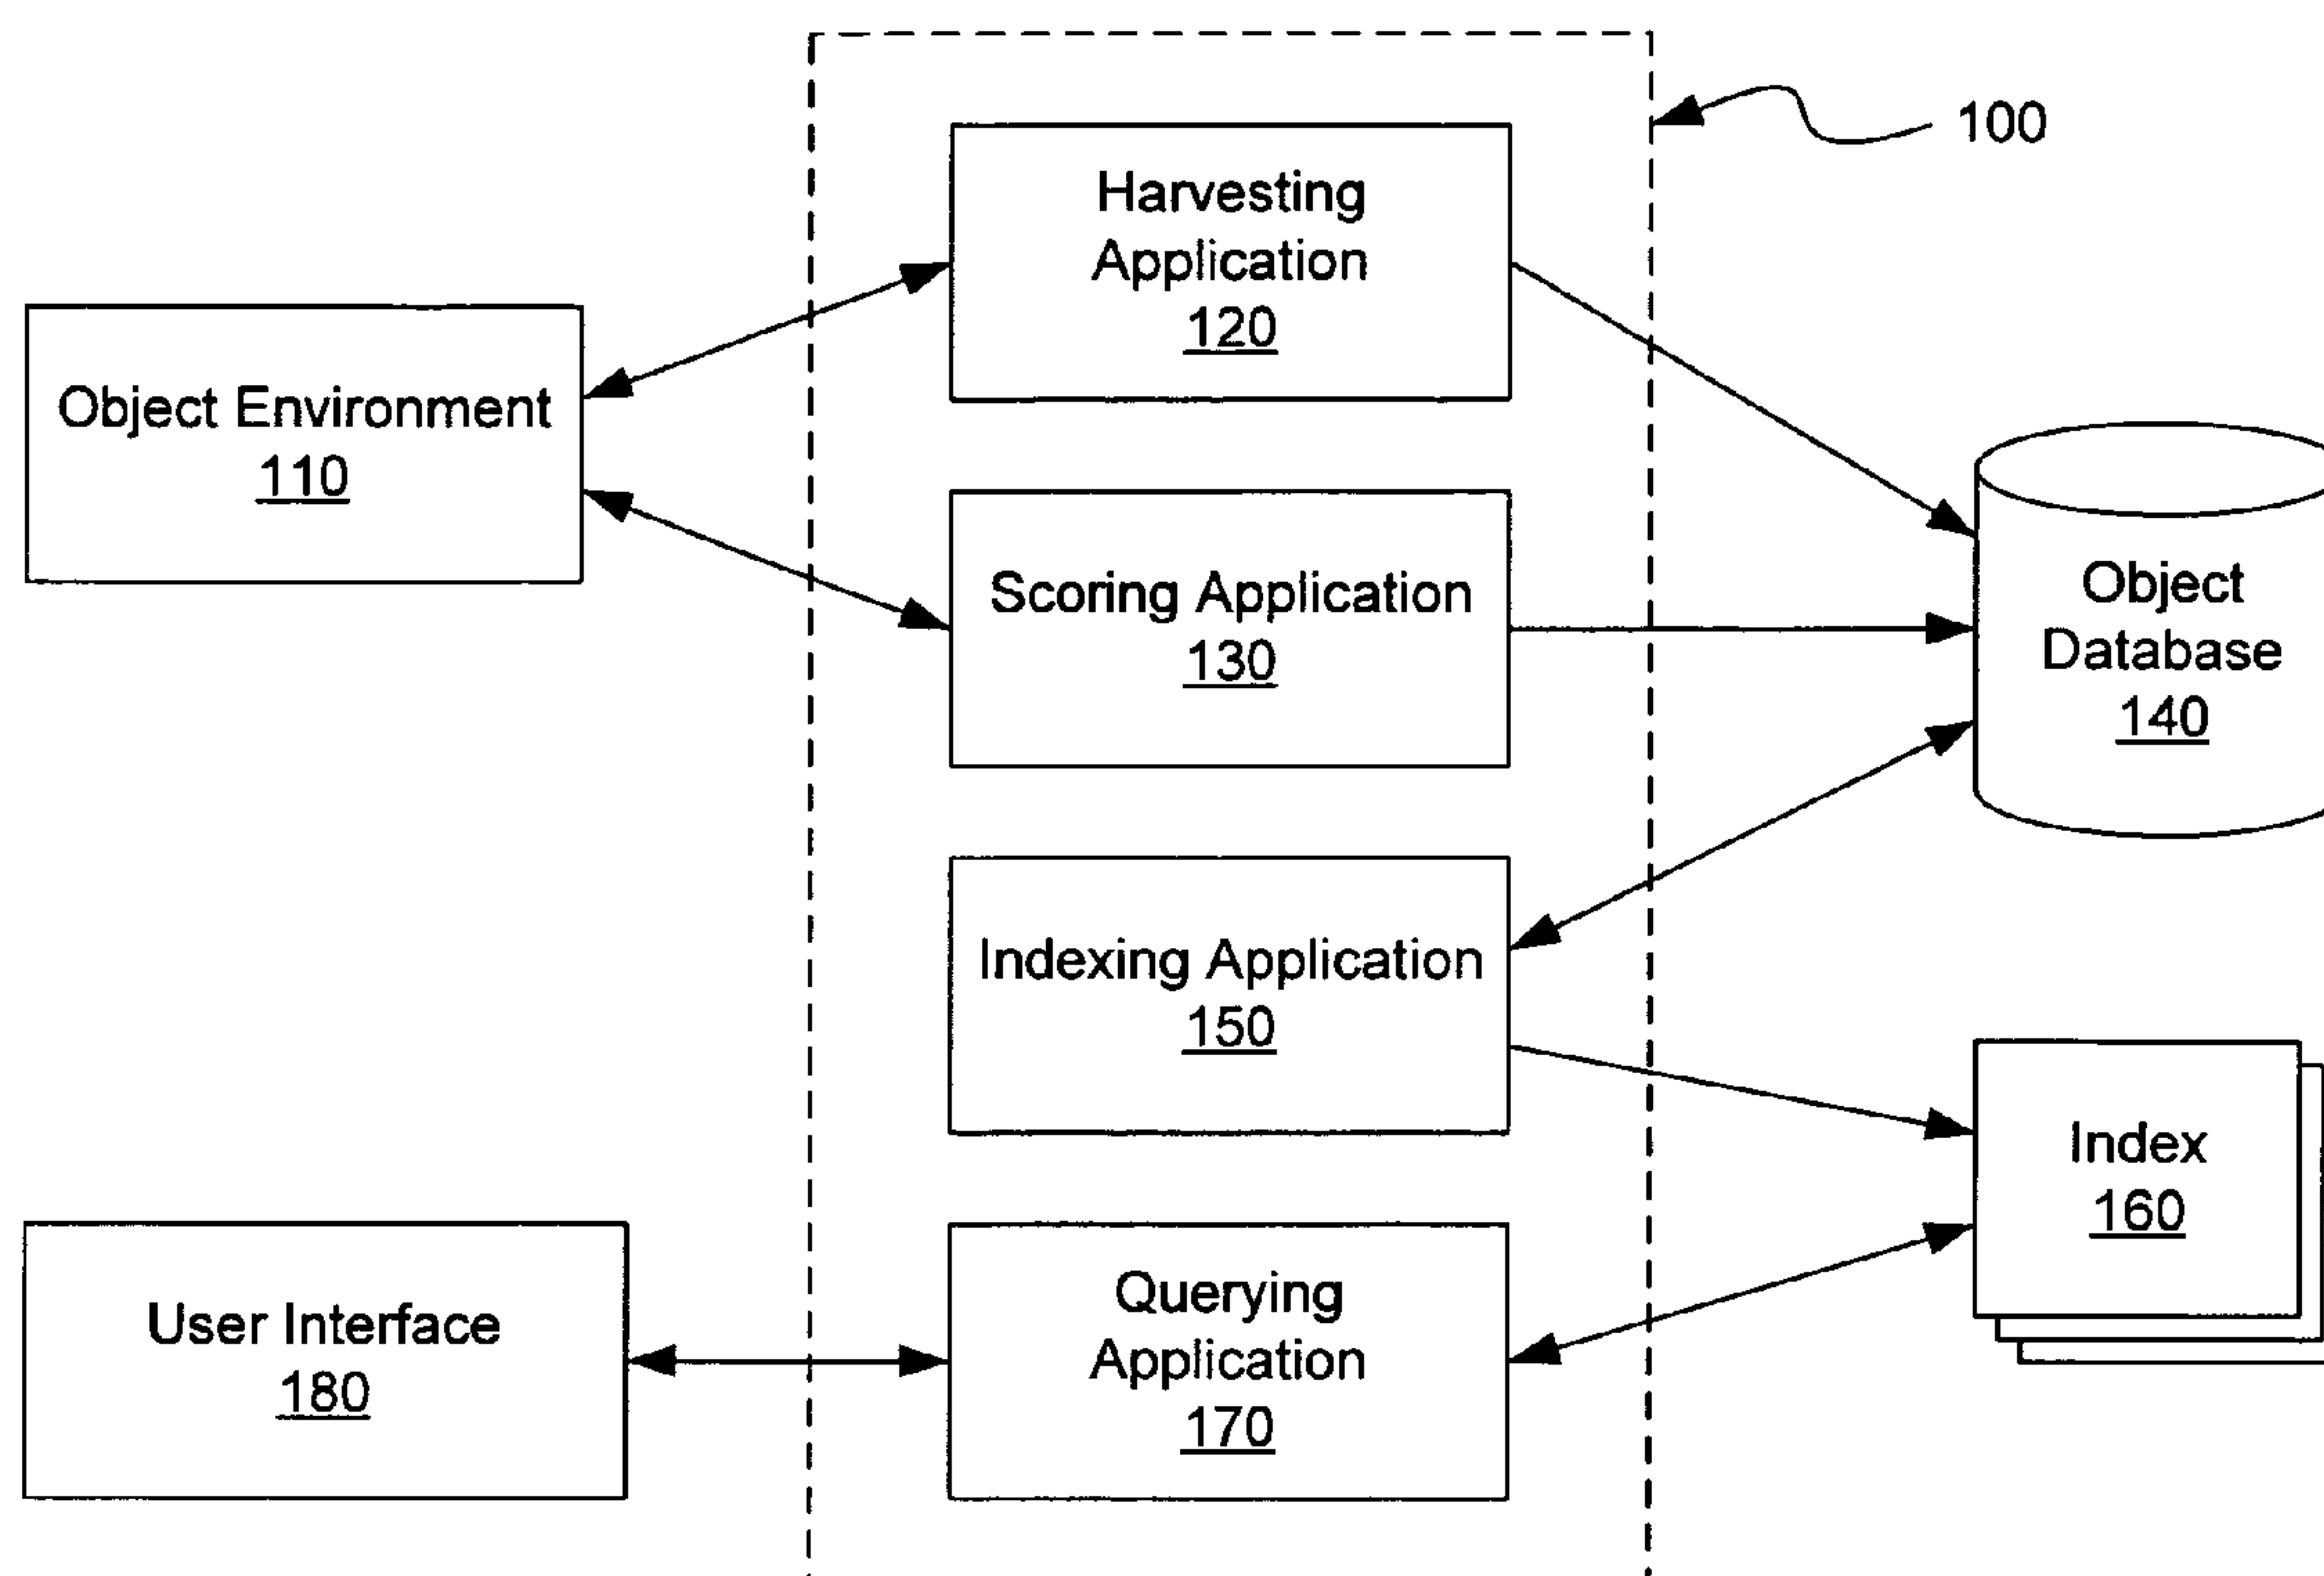 100
Harvesting
Application
120
Object Environment
110
Scoring Application
130
Object
Database
140
Indexing Application
150
Index
160
User Interface
180
Querying
Application
170